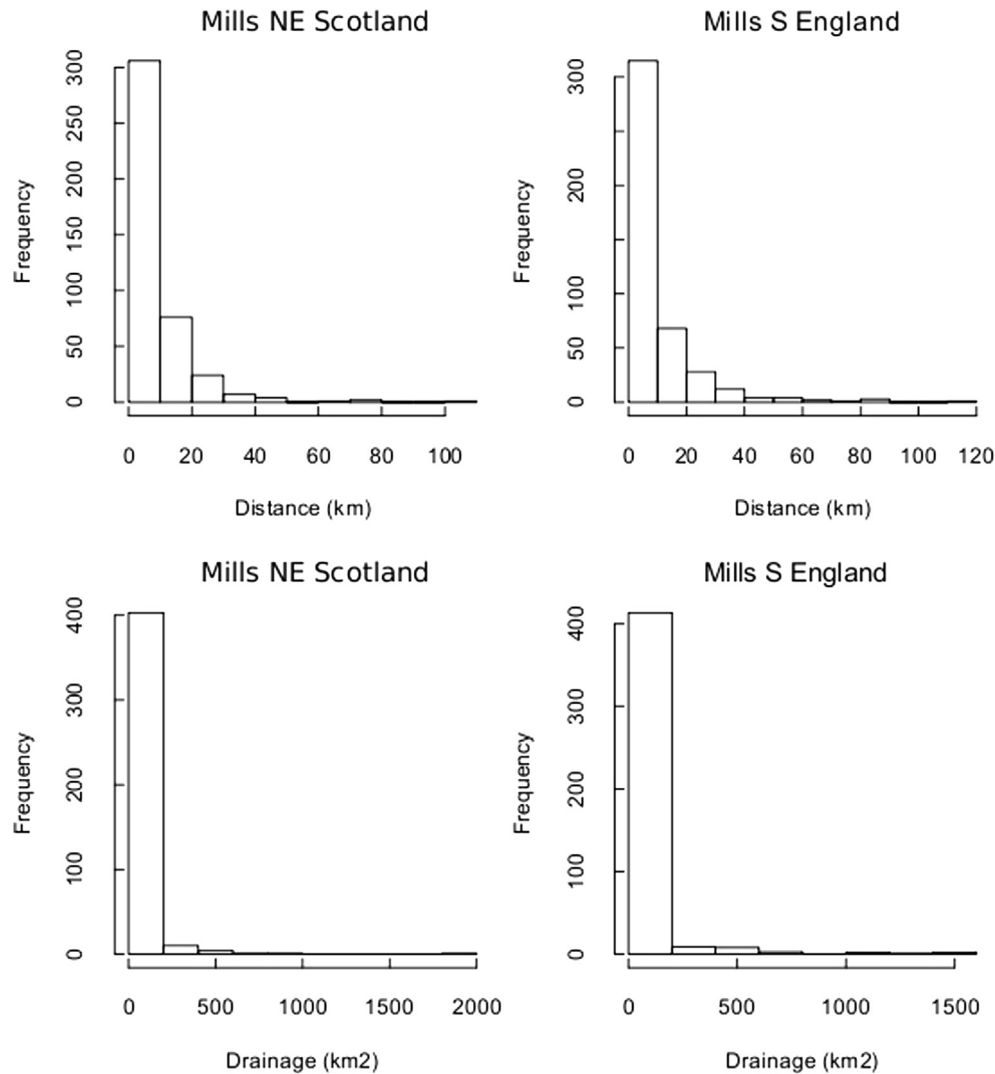 Mills NE Scotland
Frequency
0 50 100 150 200 250 300
0 20 40 60 80 100
Distance (km)
Mills S England
Frequency
0 50 100 200 300
0 20 40 60 80 100 120
Distance (km)
Mills NE Scotland
Frequency
0 100 200 300 400
0 500 1000 1500 2000
Drainage (km2)
Mills S England
Frequency
0 100 200 300 400
0 500 1000 1500
Drainage (km2)